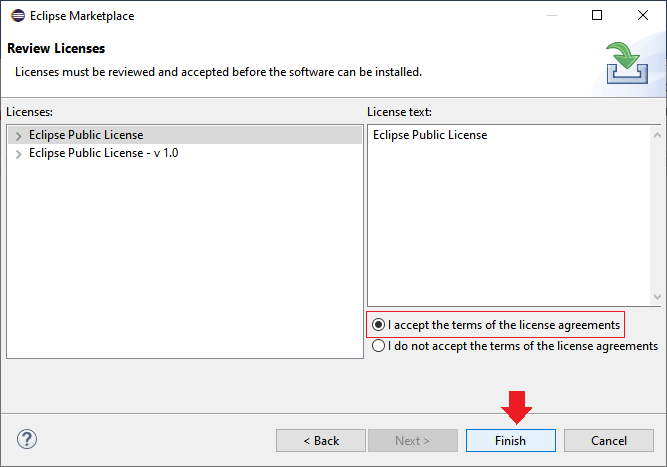 Eclipse Marketplace
Review Licenses
Licenses must be reviewed and accepted before the software can be installed.
Licenses:
Eclipse Public License
Eclipse Public License - v 1.0
License text:
Eclipse Public License
I accept the terms of the license agreements
I do not accept the terms of the license agreements
?
< Back
Next >
Finish
Cancel